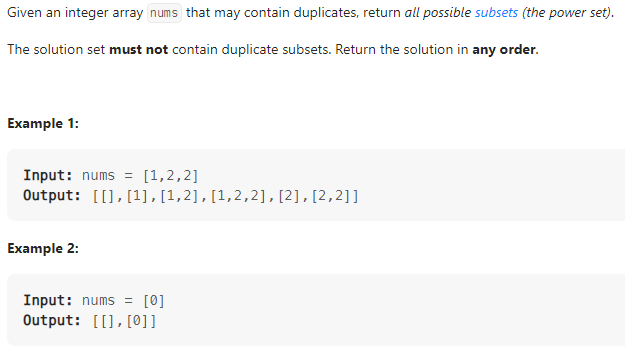 Given an integer array nums that may contain duplicates, return all possible subsets (the power set).
The solution set must not contain duplicate subsets. Return the solution in any order.
Example 1:
Input: nums = [1,2,2]
Output: [[],[1],[1,2],[1,2,2],[2],[2,2]]
Example 2:
Input: nums = [0]
Output: [[],[0]]